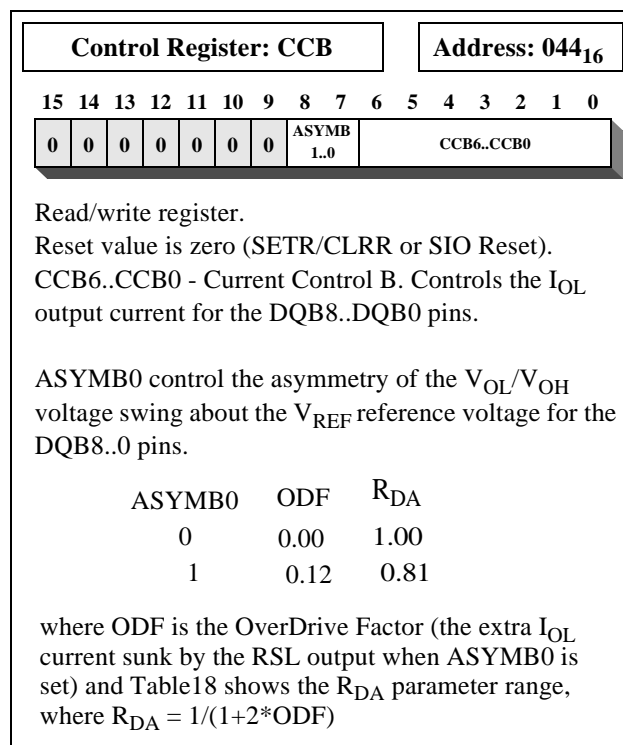 Control Register: CCB
Address: 044₁₆
15 14 13 12 11 10 9 8 7 6 5 4 3 2 1 0
0 0 0 0 0 0 0 ASYMB 1..0 CCB6..CCB0
Read/write register.
Reset value is zero (SETR/CLRR or SIO Reset).
CCB6..CCB0 - Current Control B. Controls the I_OL
output current for the DQB8..DQB0 pins.
ASYMB0 control the asymmetry of the V_OL/V_OH
voltage swing about the V_REF reference voltage for the
DQB8..0 pins.
ASYMB0 ODF R_DA
0 0.00 1.00
1 0.12 0.81
where ODF is the OverDrive Factor (the extra I_OL
current sunk by the RSL output when ASYMB0 is
set) and Table18 shows the R_DA parameter range,
where R_DA = 1/(1+2*ODF)